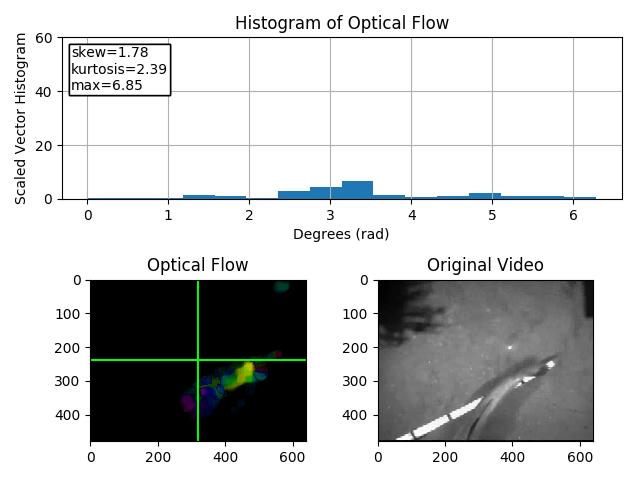 Histogram of Optical Flow
Scaled Vector Histogram
60
40
20
0
skew=1.78
kurtosis=2.39
max=6.85
0 1 2 3 4 5 6
Degrees (rad)
Optical Flow
0
100
200
300
400
0 200 400 600
Original Video
0
100
200
300
400
0 200 400 600